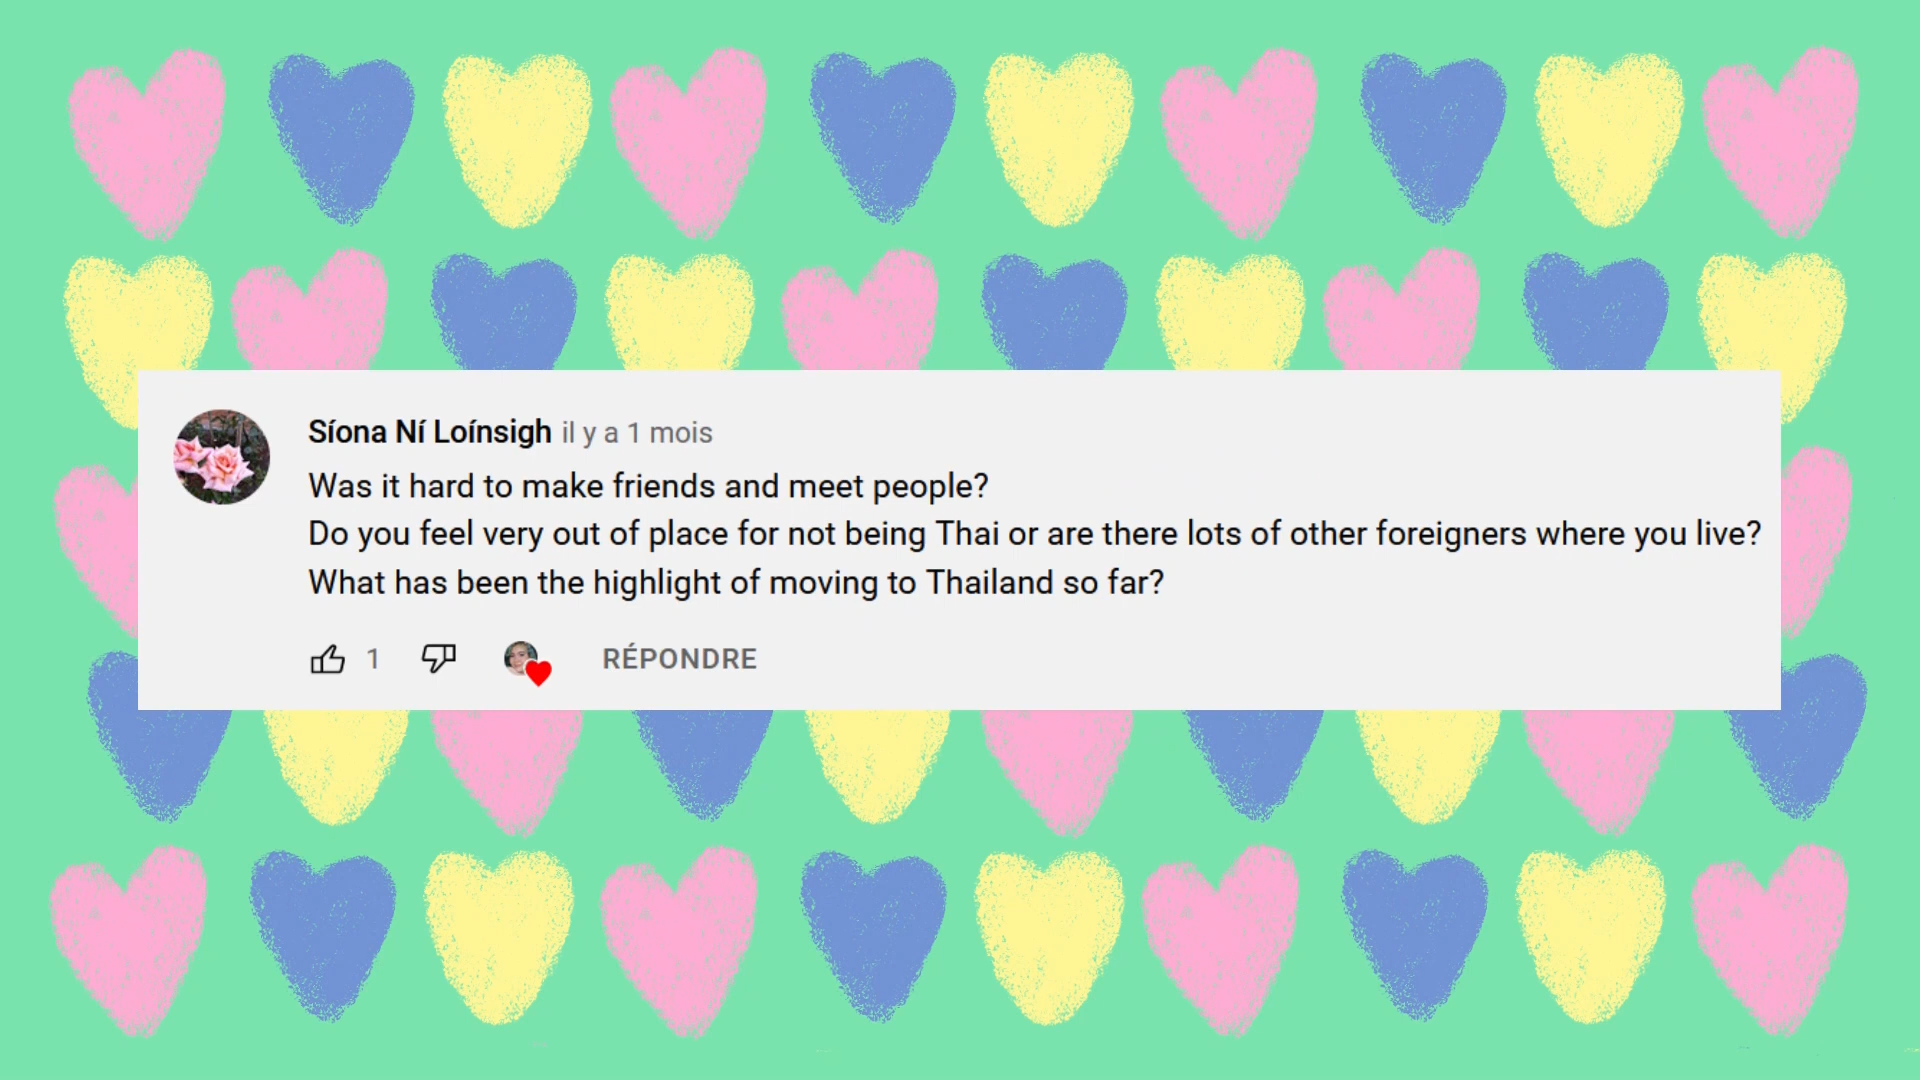 Síona Ní Loínsigh il y a 1 mois
Was it hard to make friends and meet people?
Do you feel very out of place for not being Thai or are there lots of other foreigners where you live?
What has been the highlight of moving to Thailand so far?
1 RÉPONDRE